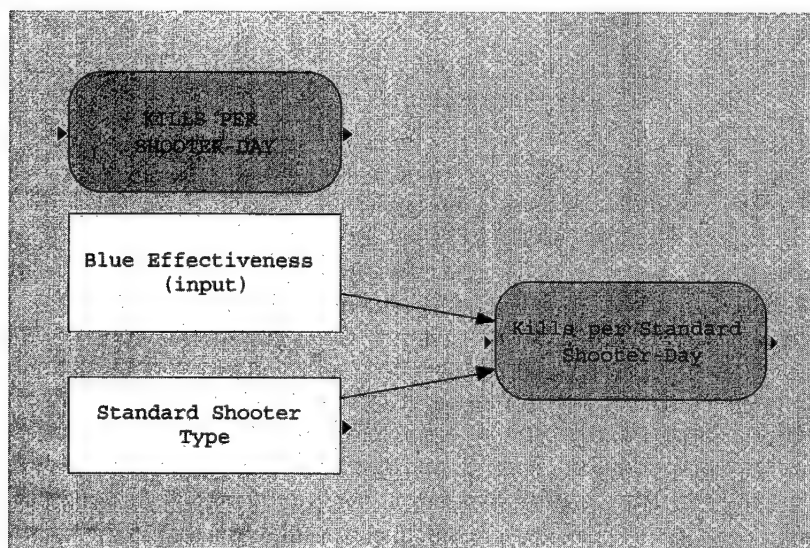 KILLS PER
SHOOTER-DAY
Blue Effectiveness
(input)
Kills per Standard
Shooter-Day
Standard Shooter
Type